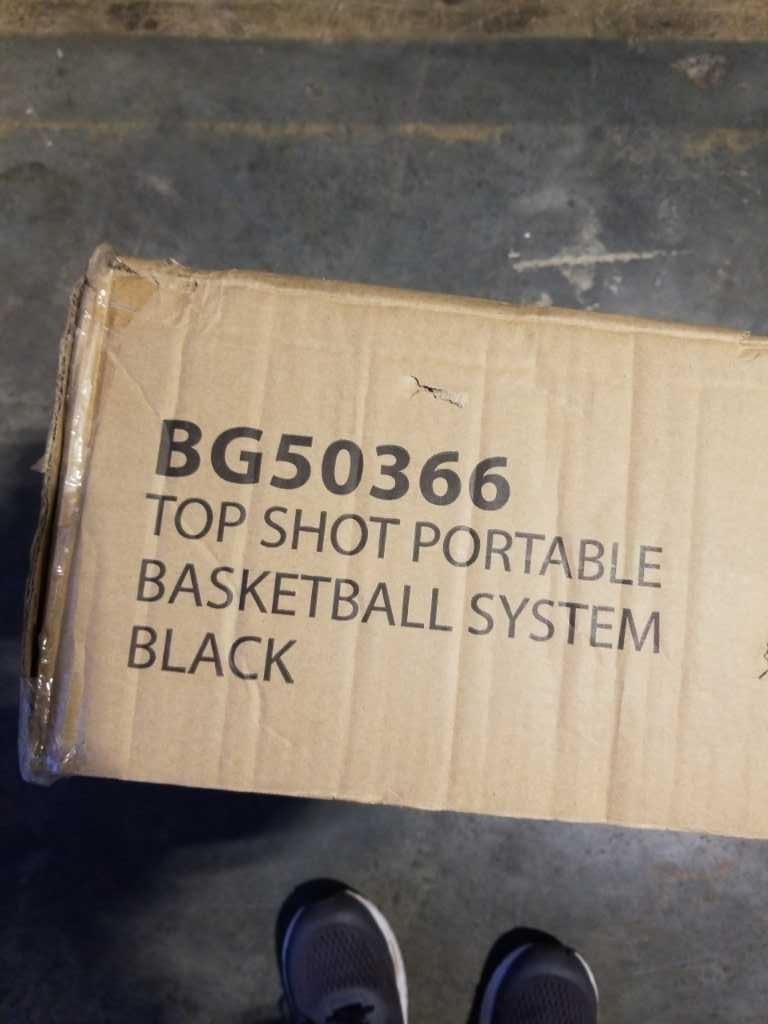 BG50366
TOP SHOT PORTABLE
BASKETBALL SYSTEM
BLACK